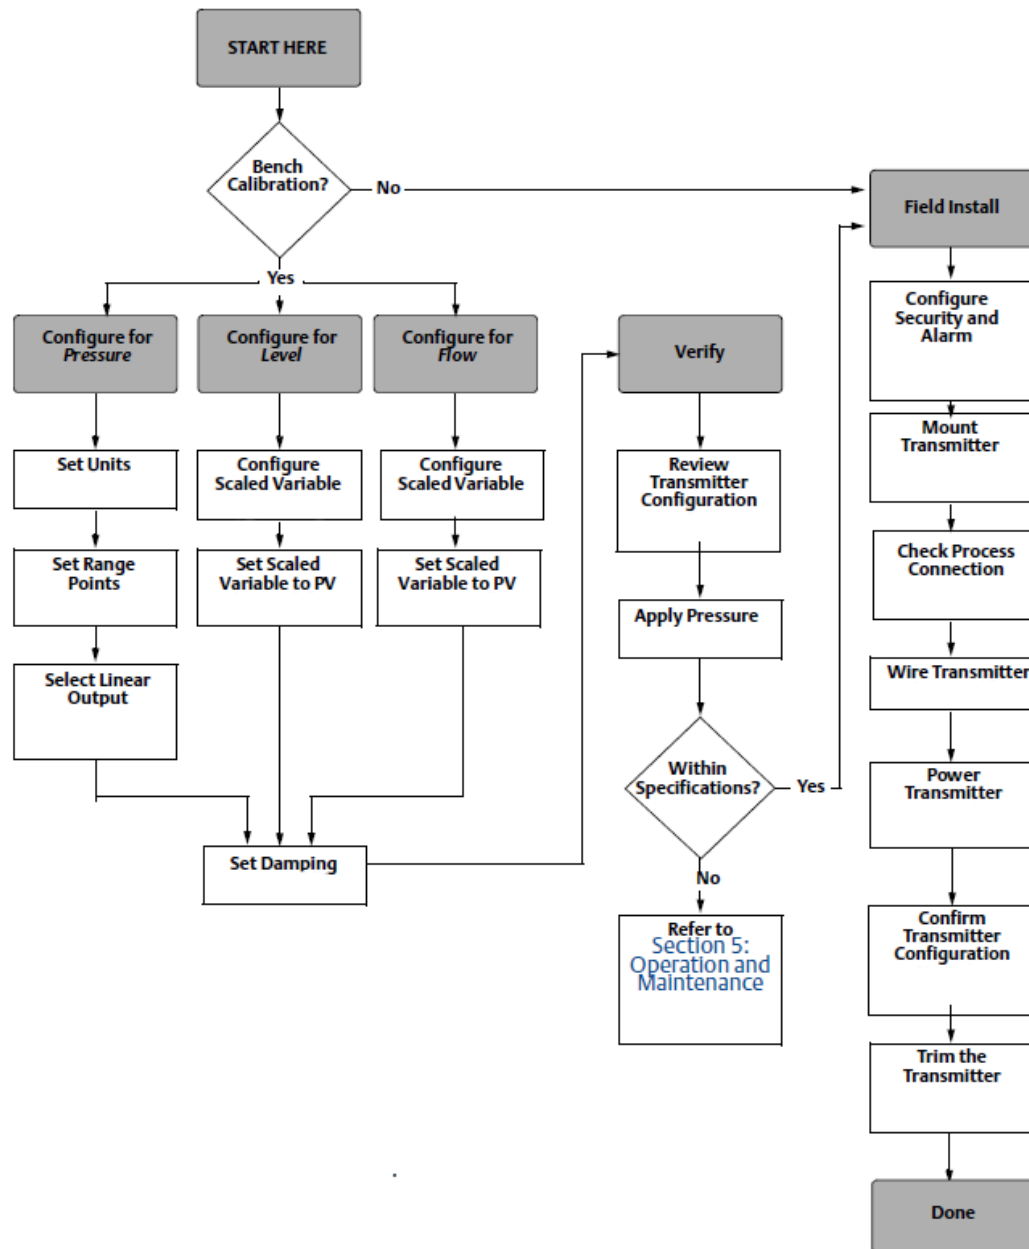 START HERE
Bench
Calibration?
No
Yes
Configure for
Pressure
Configure for
Level
Configure for
Flow
Set Units
Set Range
Points
Select Linear
Output
Configure
Scaled Variable
Set Scaled
Variable to PV
Configure
Scaled Variable
Set Scaled
Variable to PV
Set Damping
Verify
Review
Transmitter
Configuration
Apply Pressure
Within
Specifications?
Yes
No
Refer to
Section 5:
Operation and
Maintenance
Field Install
Configure
Security and
Alarm
Mount
Transmitter
Check Process
Connection
Wire Transmitter
Power
Transmitter
Confirm
Transmitter
Configuration
Trim the
Transmitter
Done